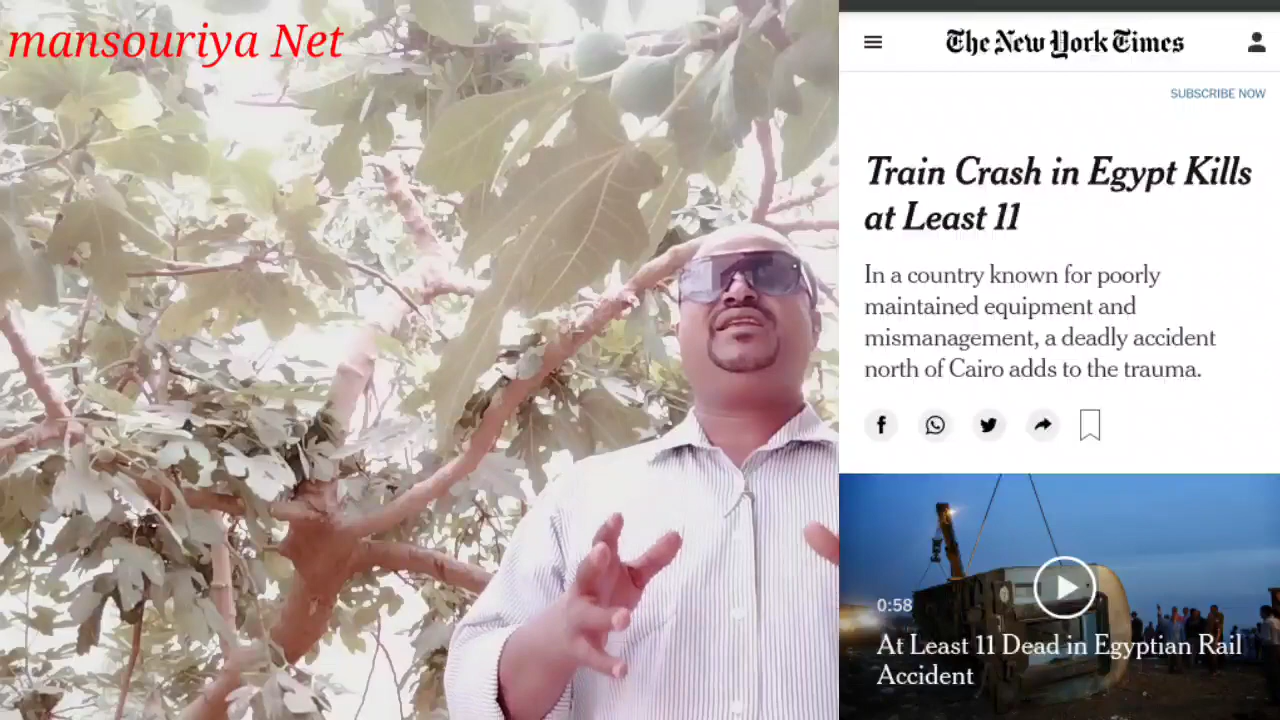 mansouriya Net
The New York Times
SUBSCRIBE NOW
Train Crash in Egypt Kills
at Least 11
In a country known for poorly
maintained equipment and
mismanagement, a deadly accident
north of Cairo adds to the trauma.
0:58
At Least 11 Dead in Egyptian Rail
Accident